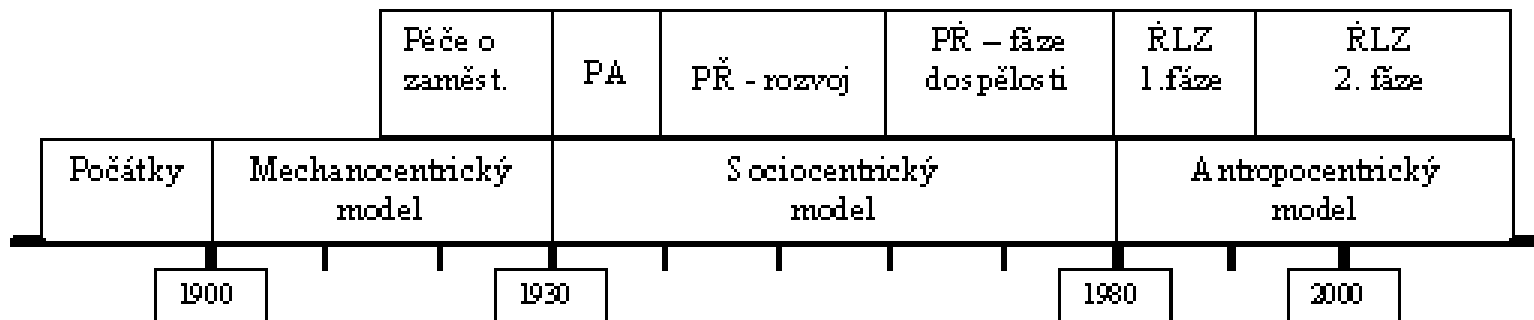 Péče o
zaměst.
PA
PŘ - rozvoj
PŘ – fáze
dospělosti
ŘLZ
1.fáze
ŘLZ
2. fáze
Počátky
Mechanocentrický
model
Sociocentrický
model
Antropocentrický
model
1900
1930
1980
2000